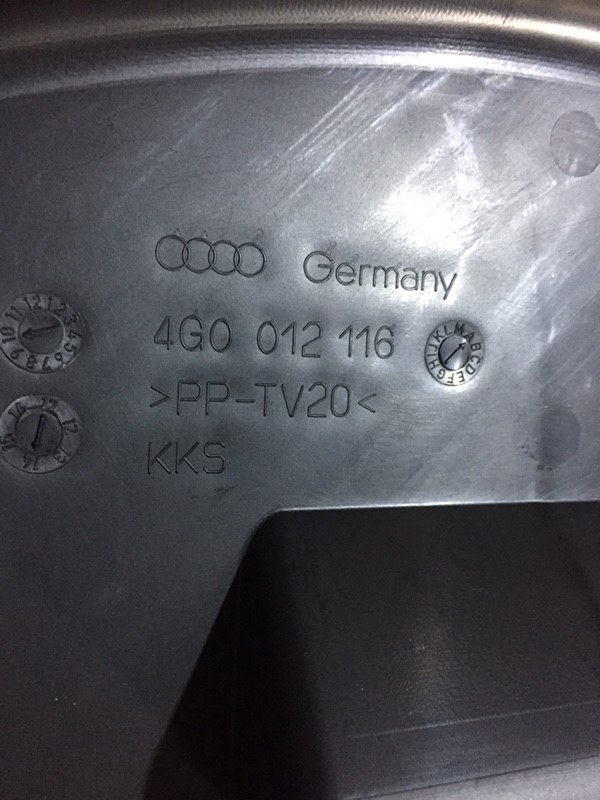 Germany
4G0 012 116
>PP-TV20<
KKS